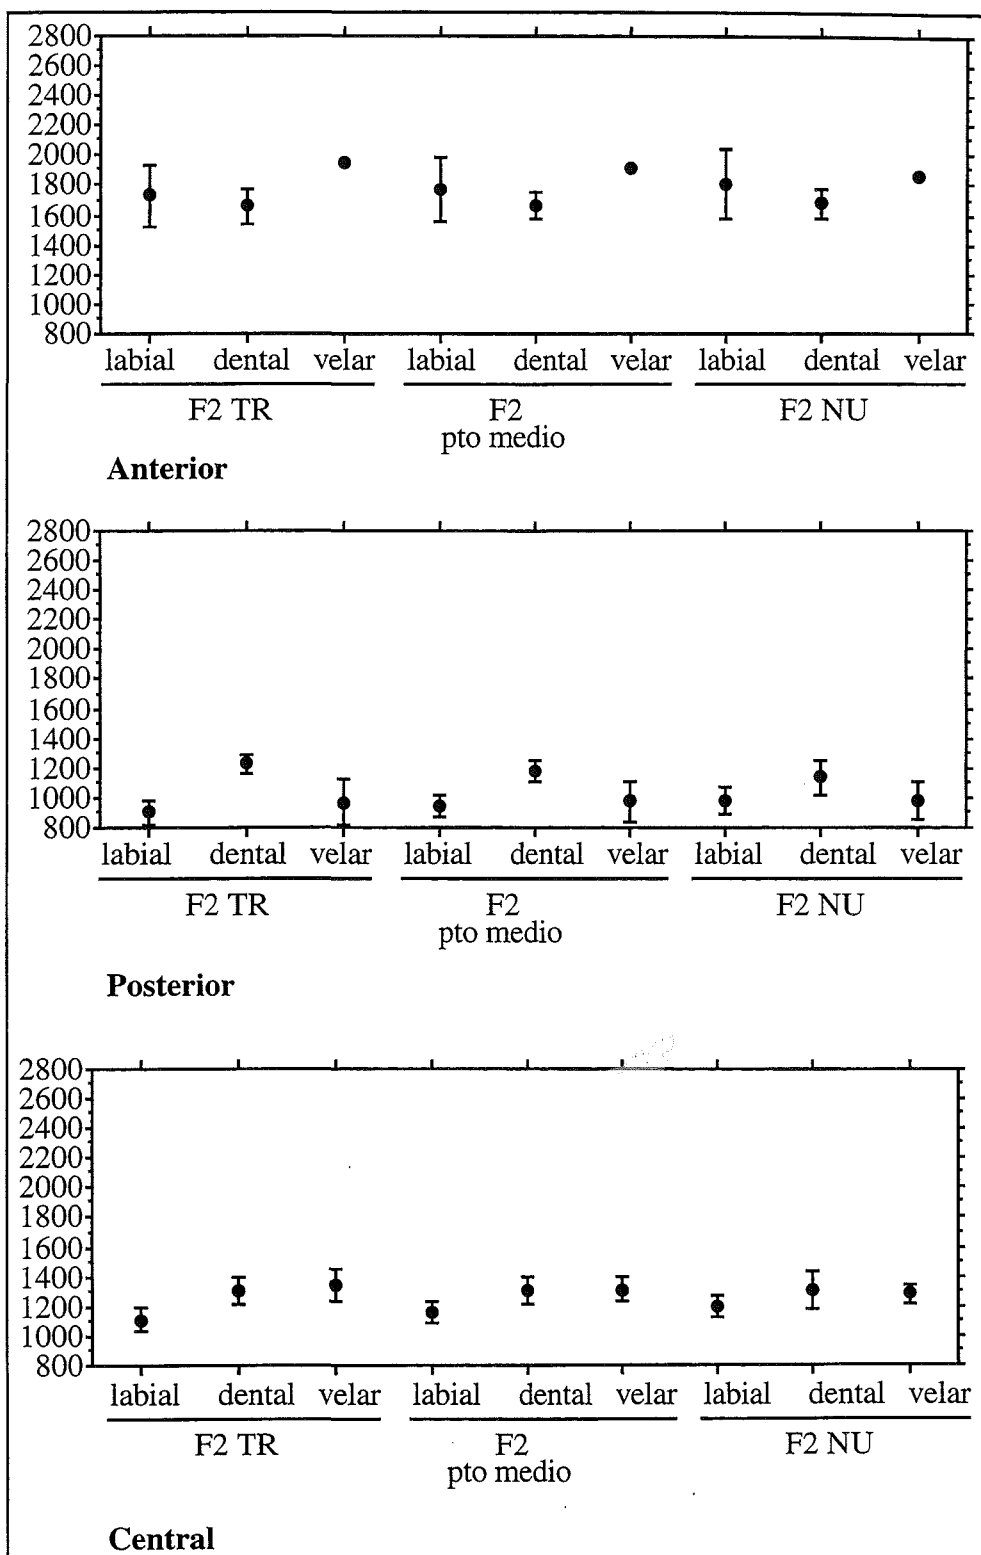 2800
2600
2400
2200
2000
1800
1600
1400
1200
1000
800
labial dental velar labial dental velar labial dental velar
F2 TR F2 F2 NU
pto medio
Anterior
2800
2600
2400
2200
2000
1800
1600
1400
1200
1000
800
labial dental velar labial dental velar labial dental velar
F2 TR F2 F2 NU
pto medio
Posterior
2800
2600
2400
2200
2000
1800
1600
1400
1200
1000
800
labial dental velar labial dental velar labial dental velar
F2 TR F2 F2 NU
pto medio
Central